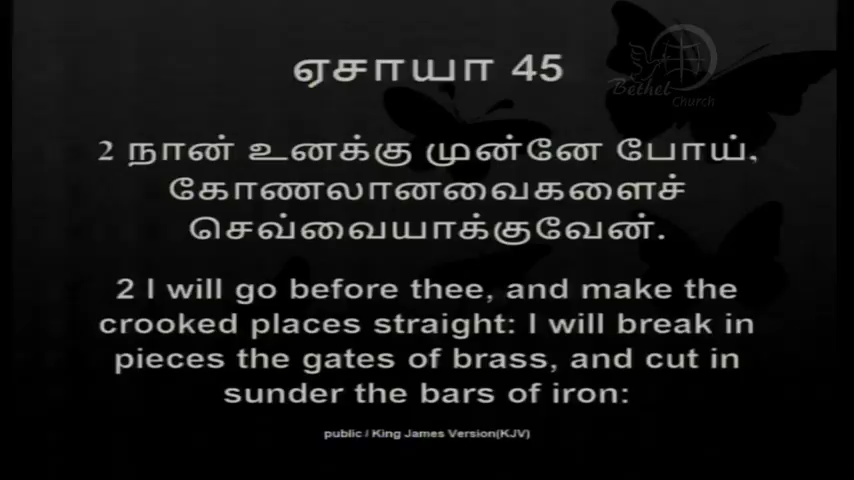 ஏசாயா 45
Bethel
Church
2 நான் உனக்கு முன்னே போய்,
கோணலானவைகளைச்
செவ்வையாக்குவேன்.
2 I will go before thee, and make the
crooked places straight: I will break in
pieces the gates of brass, and cut in
sunder the bars of iron:
public / King James Version(KJV)